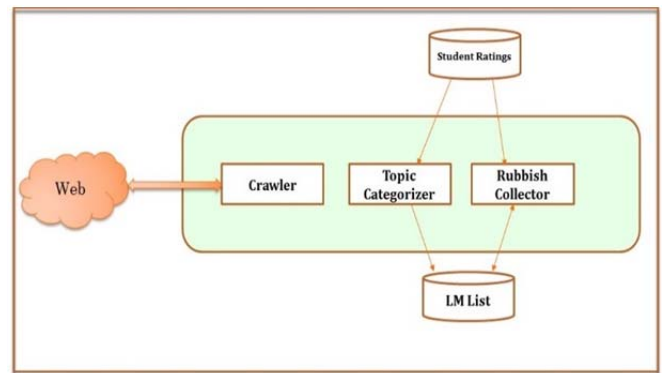 Student Ratings
Web
Crawler
Topic
Categorizer
Rubbish
Collector
LM List